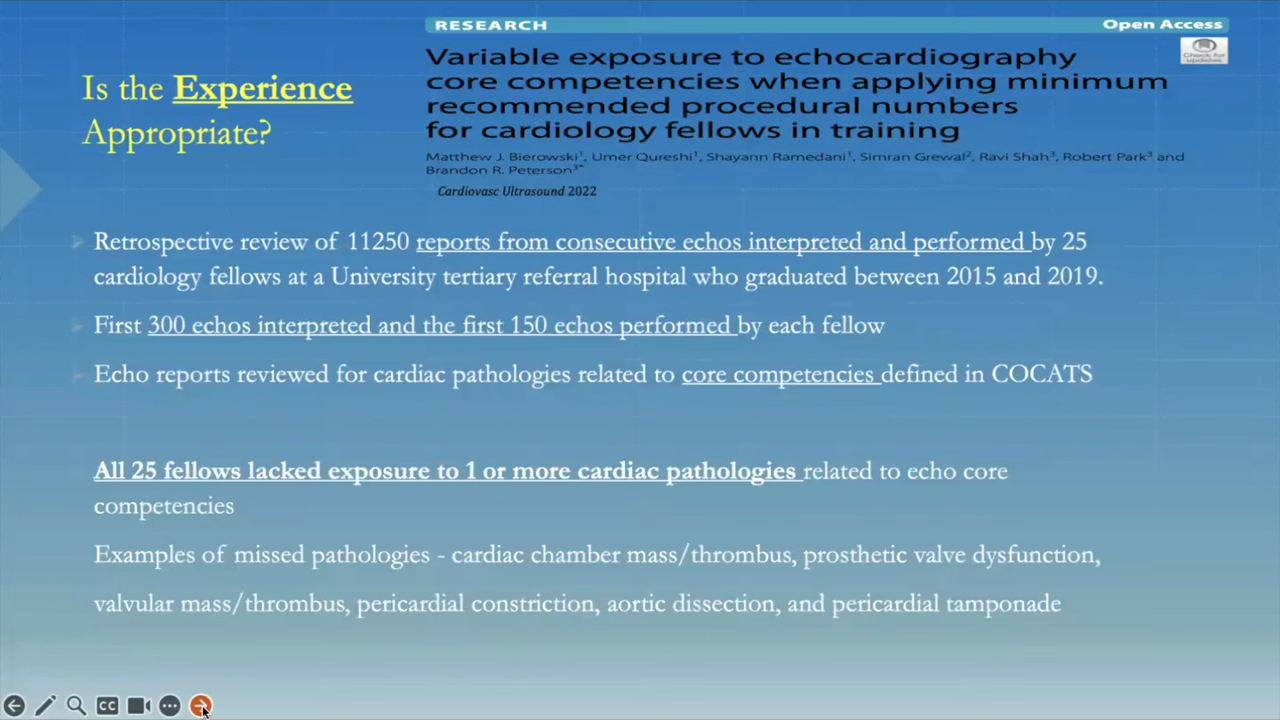 RESEARCH
Open Access
Is the Experience
Appropriate?
Variable exposure to echocardiography
core competencies when applying minimum
recommended procedural numbers
for cardiology fellows in training
Check for
updates
Matthew J. Bierowski¹, Umer Qureshi¹, Shayann Ramedani¹, Simran Grewal², Ravi Shah³, Robert Park³ and
Brandon R. Peterson³*
Cardiovasc Ultrasound 2022
Retrospective review of 11250 reports from consecutive echos interpreted and performed by 25
cardiology fellows at a University tertiary referral hospital who graduated between 2015 and 2019.
First 300 echos interpreted and the first 150 echos performed by each fellow
Echo reports reviewed for cardiac pathologies related to core competencies defined in COCATS
All 25 fellows lacked exposure to 1 or more cardiac pathologies related to echo core
competencies
Examples of missed pathologies - cardiac chamber mass/thrombus, prosthetic valve dysfunction,
valvular mass/thrombus, pericardial constriction, aortic dissection, and pericardial tamponade
CC